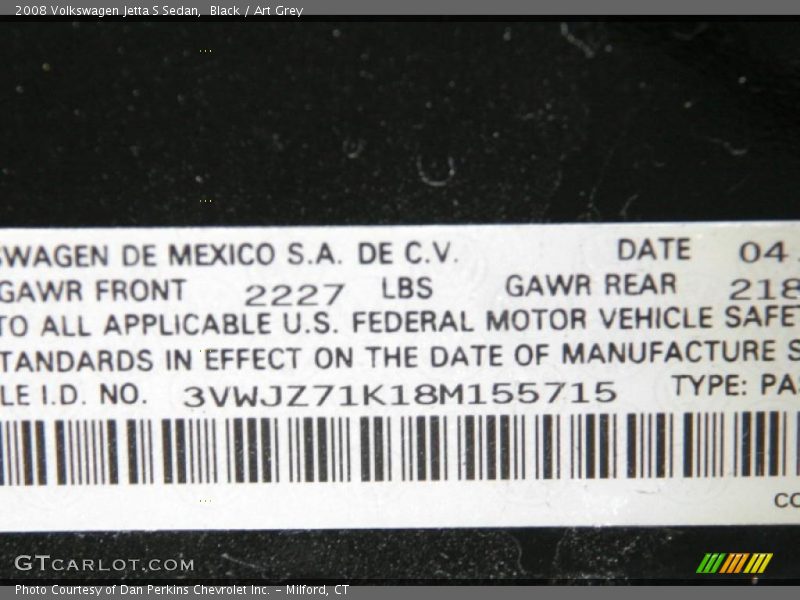 2008 Volkswagen Jetta S Sedan,  Black / Art Grey
SWAGEN DE MEXICO S.A. DE C.V. DATE 04
GAWR FRONT 2227 LBS GAWR REAR 218
TO ALL APPLICABLE U.S. FEDERAL MOTOR VEHICLE SAFET
TANDARDS IN EFFECT ON THE DATE OF MANUFACTURE S
LE I.D. NO. 3VWJZ71K18M155715 TYPE: PA
CO
GTCARLOT.COM
Photo Courtesy of Dan Perkins Chevrolet Inc. - Milford, CT